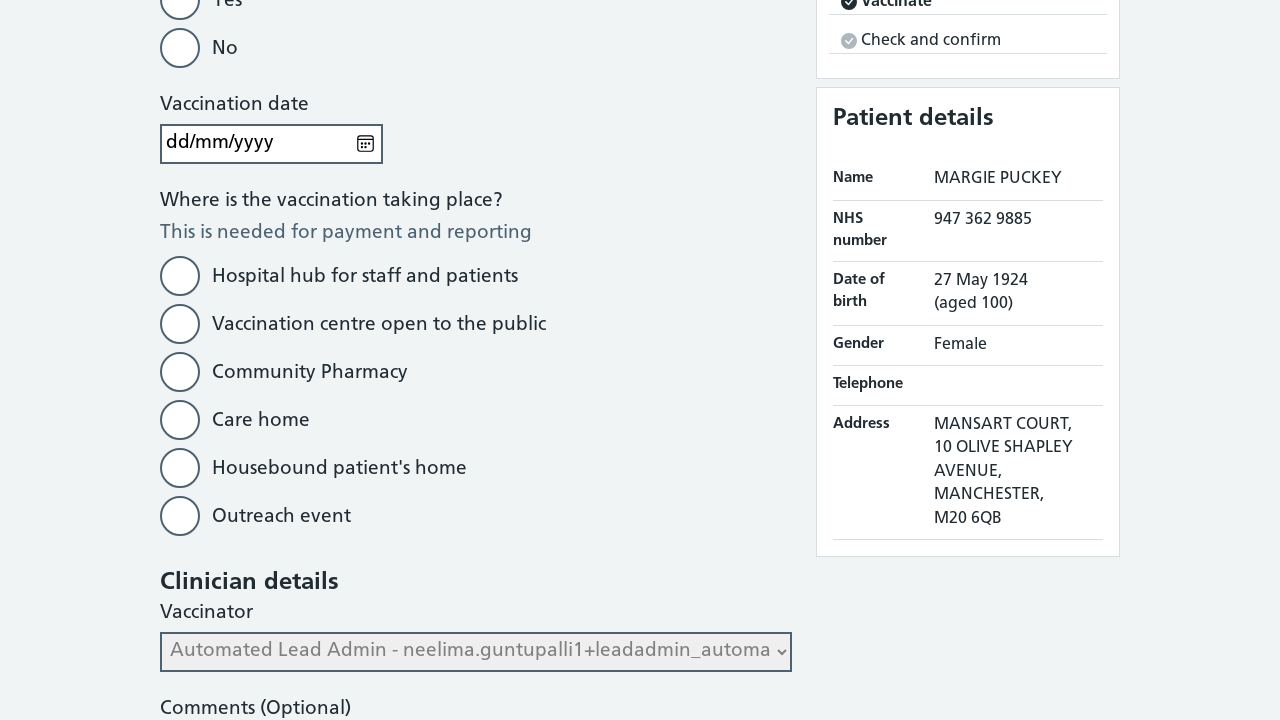 Yes
No
Vaccination date
dd/mm/yyyy
Where is the vaccination taking place?
This is needed for payment and reporting
Hospital hub for staff and patients
Vaccination centre open to the public
Community Pharmacy
Care home
Housebound patient's home
Outreach event
Clinician details
Vaccinator
Automated Lead Admin - neelima.guntupalli1+leadadmin_automa
Comments (Optional)
Vaccinate
Check and confirm
Patient details
Name MARGIE PUCKEY
NHS number 947 362 9885
Date of birth 27 May 1924 (aged 100)
Gender Female
Telephone
Address MANSART COURT,
10 OLIVE SHAPLEY
AVENUE,
MANCHESTER,
M20 6QB